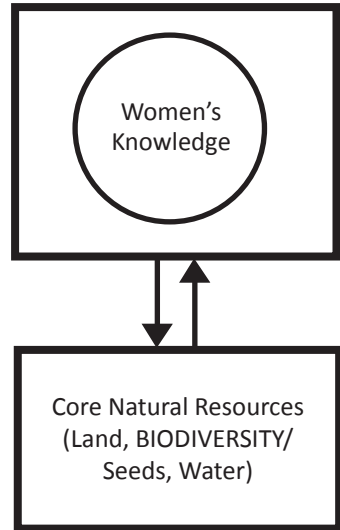 Women’s
Knowledge
Core Natural Resources
(Land, BIODIVERSITY/
Seeds, Water)